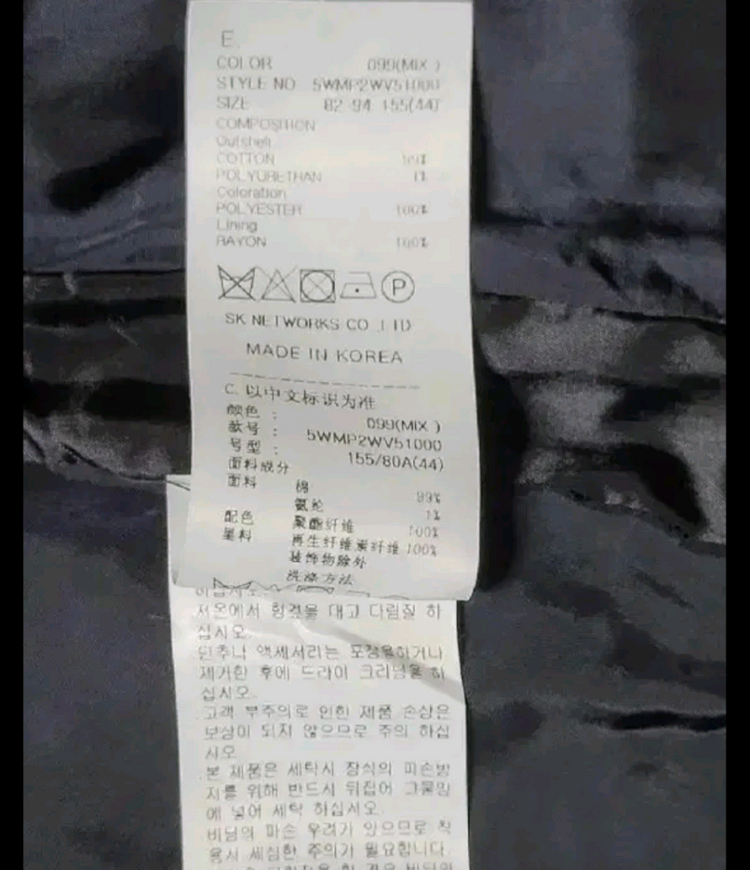 E.
COLOR 099(MIX )
STYLE NO 5WMP2WV51000
SIZE 82-94-155(44)
COMPOSITION
Outshell
COTTON 99%
POLYURETHAN 1%
Coloration
POLYESTER 100%
Lining
RAYON 100%
P
SK NETWORKS CO.,LTD
MADE IN KOREA
C. 以中文标识为准
颜色 : 099(MIX )
款号 : 5WMP2WV51000
号型 : 155/80A(44)
面料成分
面料 棉 99%
氨纶 1%
配色 聚酯纤维 100%
里料 再生纤维素纤维 100%
装饰物除外
洗涤方法
하십시오.
저온에서 헝겊을 대고 다림질 하
십시오.
단추나 액세서리는 포장을하거나
제거한 후에 드라이 크리닝을 하
십시오.
.고객 부주의로 인한 제품 손상은
보상이 되지 않으므로 주의 하십
시오
.본 제품은 세탁시 장식의 파손방
지를 위해 반드시 뒤집어 그물망
에 넣어 세탁 하십시오.
비딩의 파손 우려가 있으므로 착
용시 세심한 주의가 필요합니다.